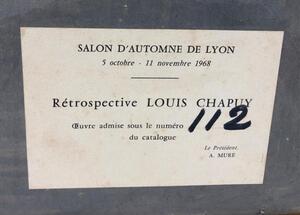 SALON D'AUTOMNE DE LYON
5 octobre - 11 novembre 1968
Rétrospective LOUIS CHAPUY
Œuvre admise sous le numéro 112
du catalogue
Le Président,
A. MURE